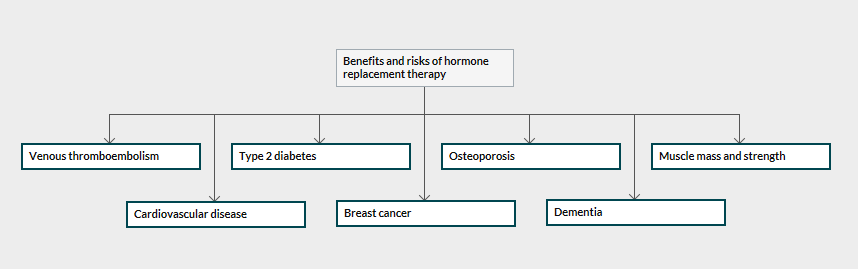 Benefits and risks of hormone
replacement therapy
Venous thromboembolism
Type 2 diabetes
Osteoporosis
Muscle mass and strength
Cardiovascular disease
Breast cancer
Dementia